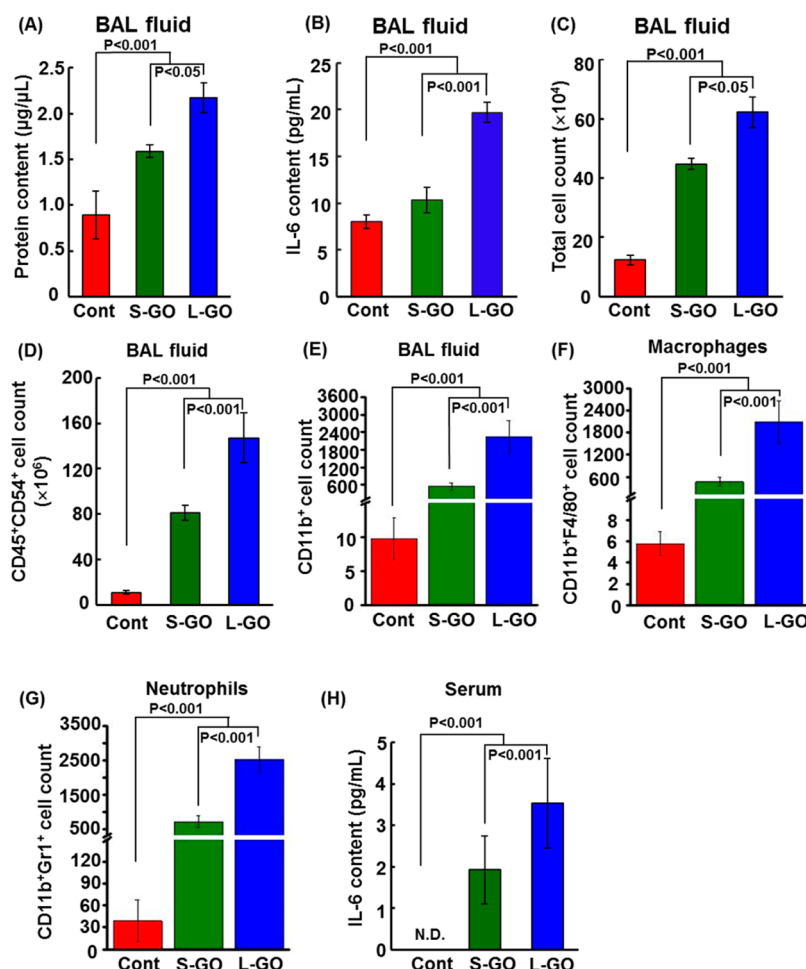 (A) BAL fluid
P<0.001
P<0.05
Protein content (µg/µL)
2.5
2.0
1.5
1.0
0.5
0
Cont S-GO L-GO
(B) BAL fluid
P<0.001
P<0.001
IL-6 content (pg/mL)
25
20
15
10
5
0
Cont S-GO L-GO
(C) BAL fluid
P<0.001
P<0.05
Total cell count (×10⁴)
80
60
40
20
0
Cont S-GO L-GO
(D) BAL fluid
P<0.001
P<0.001
CD45⁺CD54⁺ cell count
(×10⁶)
200
160
120
80
40
0
Cont S-GO L-GO
(E) BAL fluid
P<0.001
P<0.001
CD11b⁺ cell count
3600
3000
2400
1800
1200
600
10
5
0
Cont S-GO L-GO
(F) Macrophages
P<0.001
P<0.001
CD11b⁺F4/80⁺ cell count
3000
2400
1800
1200
600
8
6
4
2
0
Cont S-GO L-GO
(G) Neutrophils
P<0.001
P<0.001
CD11b⁺Gr1⁺ cell count
3500
2500
1500
500
120
90
60
30
0
Cont S-GO L-GO
(H) Serum
P<0.001
P<0.001
IL-6 content (pg/mL)
5
4
3
2
1
0
N.D.
Cont S-GO L-GO